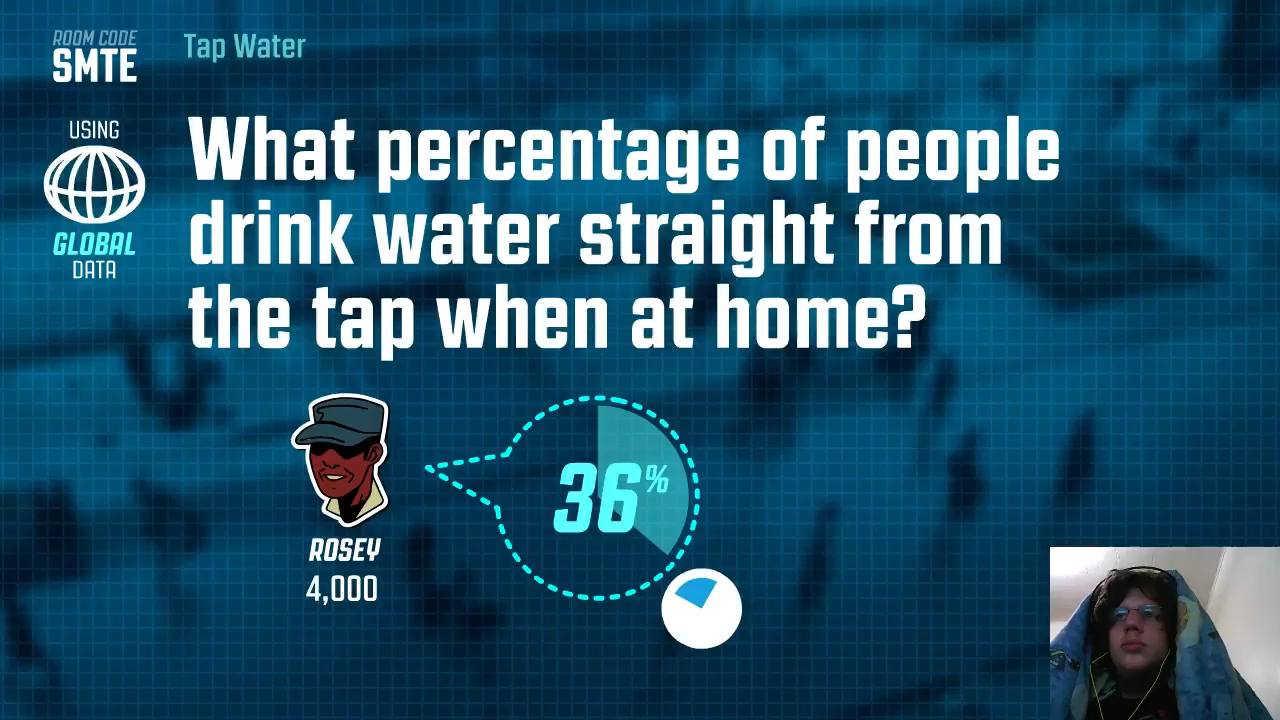 ROOM CODE
SMTE
Tap Water
USING
GLOBAL
DATA
What percentage of people
drink water straight from
the tap when at home?
36%
ROSEY
4,000